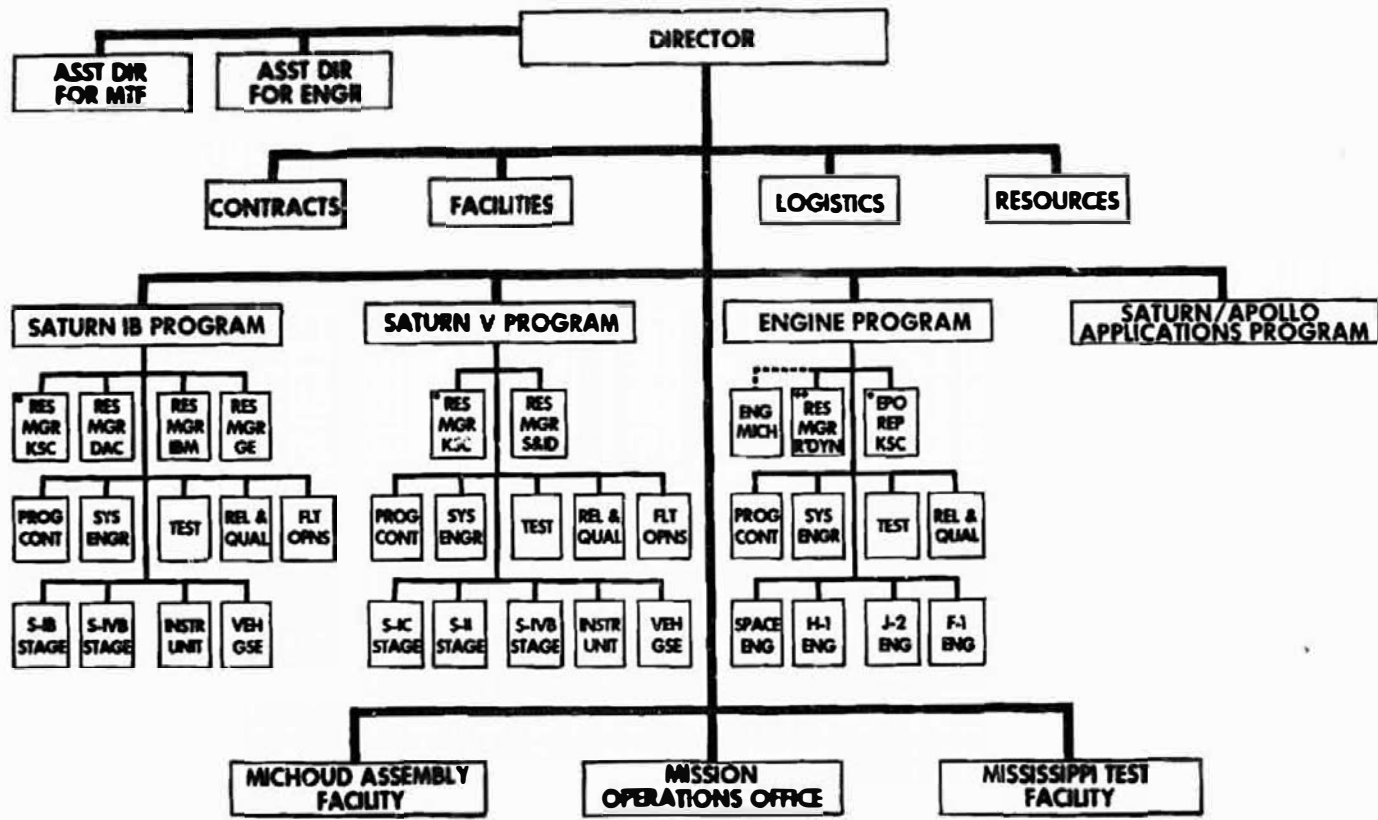 DIRECTOR
ASST DIR
FOR MTF
ASST DIR
FOR ENGR
CONTRACTS
FACILITIES
LOGISTICS
RESOURCES
SATURN IB PROGRAM
SATURN V PROGRAM
ENGINE PROGRAM
SATURN/APOLLO
APPLICATIONS PROGRAM
*RES
MGR
KSC
RES
MGR
DAC
RES
MGR
IBM
RES
MGR
GE
*RES
MGR
KSC
RES
MGR
S&ID
ENG
MICH
**RES
MGR
R'DYN
*EPO
REP
KSC
PROG
CONT
SYS
ENGR
TEST
REL &
QUAL
FLT
OPNS
PROG
CONT
SYS
ENGR
TEST
REL &
QUAL
FLT
OPNS
PROG
CONT
SYS
ENGR
TEST
REL &
QUAL
S-IB
STAGE
S-IVB
STAGE
INSTR
UNIT
VEH
GSE
S-IC
STAGE
S-II
STAGE
S-IVB
STAGE
INSTR
UNIT
VEH
GSE
SPACE
ENG
H-1
ENG
J-2
ENG
F-1
ENG
MICHOUD ASSEMBLY
FACILITY
MISSION
OPERATIONS OFFICE
MISSISSIPPI TEST
FACILITY